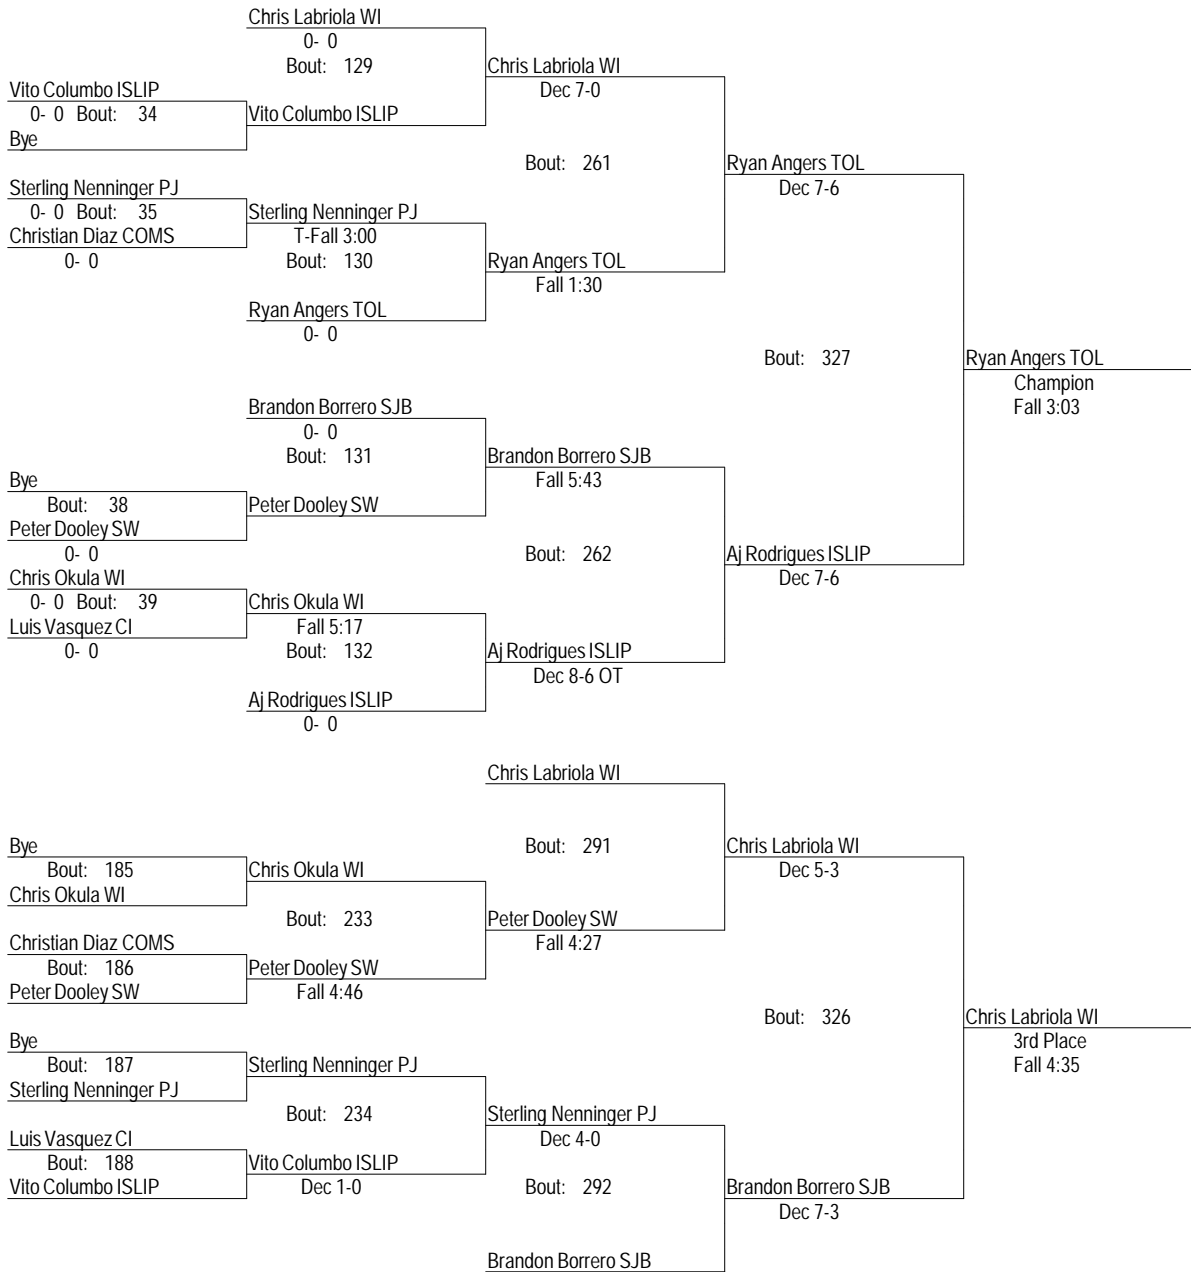 Chris Labriola WI
0- 0
Bout: 129
Chris Labriola WI
Dec 7-0
Vito Columbo ISLIP
0- 0 Bout: 34
Vito Columbo ISLIP
Bye
Bout: 261
Ryan Angers TOL
Dec 7-6
Sterling Nenninger PJ
0- 0 Bout: 35
Sterling Nenninger PJ
Christian Diaz COMS
T-Fall 3:00
0- 0
Bout: 130
Ryan Angers TOL
Fall 1:30
Ryan Angers TOL
0- 0
Bout: 327
Ryan Angers TOL
Champion
Fall 3:03
Brandon Borrero SJB
0- 0
Bout: 131
Brandon Borrero SJB
Fall 5:43
Bye
Bout: 38
Peter Dooley SW
Peter Dooley SW
0- 0
Bout: 262
Aj Rodrigues ISLIP
Dec 7-6
Chris Okula WI
0- 0 Bout: 39
Chris Okula WI
Luis Vasquez CI
Fall 5:17
0- 0
Bout: 132
Aj Rodrigues ISLIP
Dec 8-6 OT
Aj Rodrigues ISLIP
0- 0
Chris Labriola WI
Bye
Bout: 291
Chris Labriola WI
Bout: 185
Chris Okula WI
Dec 5-3
Chris Okula WI
Bout: 233
Peter Dooley SW
Christian Diaz COMS
Fall 4:27
Bout: 186
Peter Dooley SW
Peter Dooley SW
Fall 4:46
Bout: 326
Chris Labriola WI
3rd Place
Fall 4:35
Bye
Bout: 187
Sterling Nenninger PJ
Sterling Nenninger PJ
Bout: 234
Sterling Nenninger PJ
Luis Vasquez CI
Dec 4-0
Bout: 188
Vito Columbo ISLIP
Vito Columbo ISLIP
Dec 1-0
Bout: 292
Brandon Borrero SJB
Dec 7-3
Brandon Borrero SJB